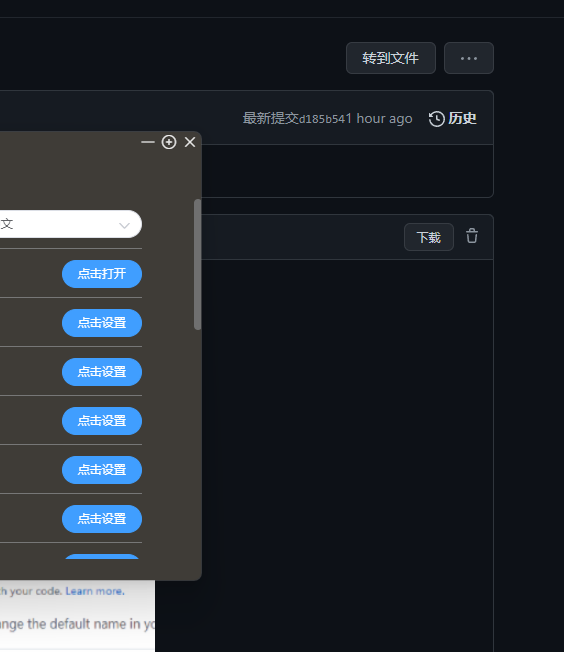 转到文件
最新提交d185b541 hour ago 历史
文
下载
点击打开
点击设置
点击设置
点击设置
点击设置
点击设置
your code. Learn more.
the default name in